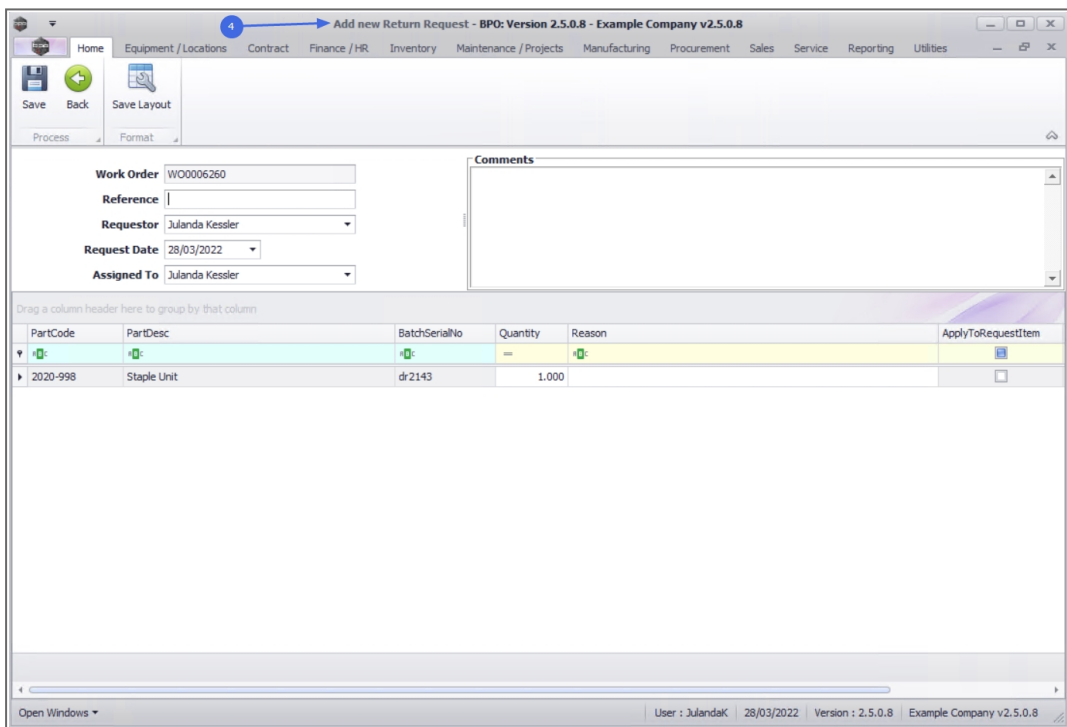 4
Add new Return Request - BPO: Version 2.5.0.8 - Example Company v2.5.0.8
Home Equipment / Locations Contract Finance / HR Inventory Maintenance / Projects Manufacturing Procurement Sales Service Reporting Utilities
Save Back Save Layout
Process Format
Work Order WO0006260
Reference
Requestor Julanda Kessler
Request Date 28/03/2022
Assigned To Julanda Kessler
Comments
Drag a column header here to group by that column
PartCode PartDesc BatchSerialNo Quantity Reason ApplyToRequestItem
2020-998 Staple Unit dr2143 1.000
Open Windows User : JulandaK 28/03/2022 Version : 2.5.0.8 Example Company v2.5.0.8